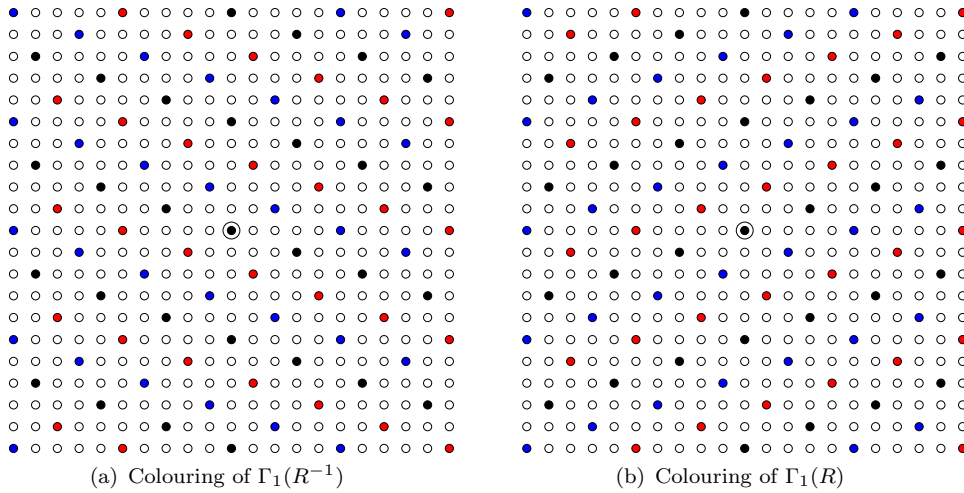 (a) Colouring of Γ₁(R⁻¹)
(b) Colouring of Γ₁(R)